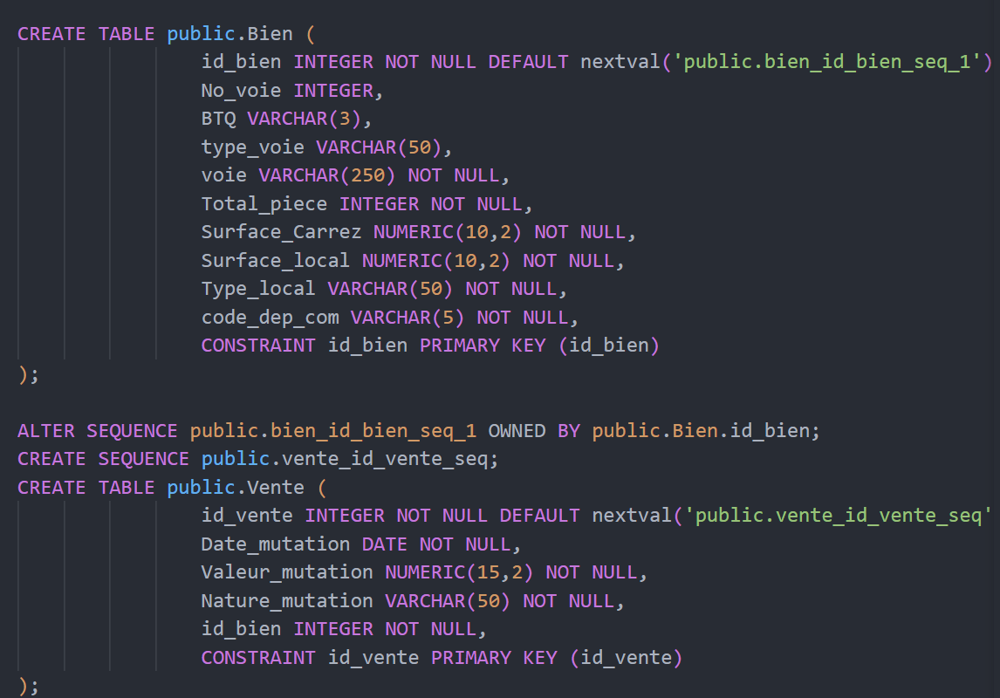 CREATE TABLE public.Bien (
id_bien INTEGER NOT NULL DEFAULT nextval('public.bien_id_bien_seq_1')
No_voie INTEGER,
BTQ VARCHAR(3),
type_voie VARCHAR(50),
voie VARCHAR(250) NOT NULL,
Total_piece INTEGER NOT NULL,
Surface_Carrez NUMERIC(10,2) NOT NULL,
Surface_local NUMERIC(10,2) NOT NULL,
Type_local VARCHAR(50) NOT NULL,
code_dep_com VARCHAR(5) NOT NULL,
CONSTRAINT id_bien PRIMARY KEY (id_bien)
);
ALTER SEQUENCE public.bien_id_bien_seq_1 OWNED BY public.Bien.id_bien;
CREATE SEQUENCE public.vente_id_vente_seq;
CREATE TABLE public.Vente (
id_vente INTEGER NOT NULL DEFAULT nextval('public.vente_id_vente_seq'
Date_mutation DATE NOT NULL,
Valeur_mutation NUMERIC(15,2) NOT NULL,
Nature_mutation VARCHAR(50) NOT NULL,
id_bien INTEGER NOT NULL,
CONSTRAINT id_vente PRIMARY KEY (id_vente)
);